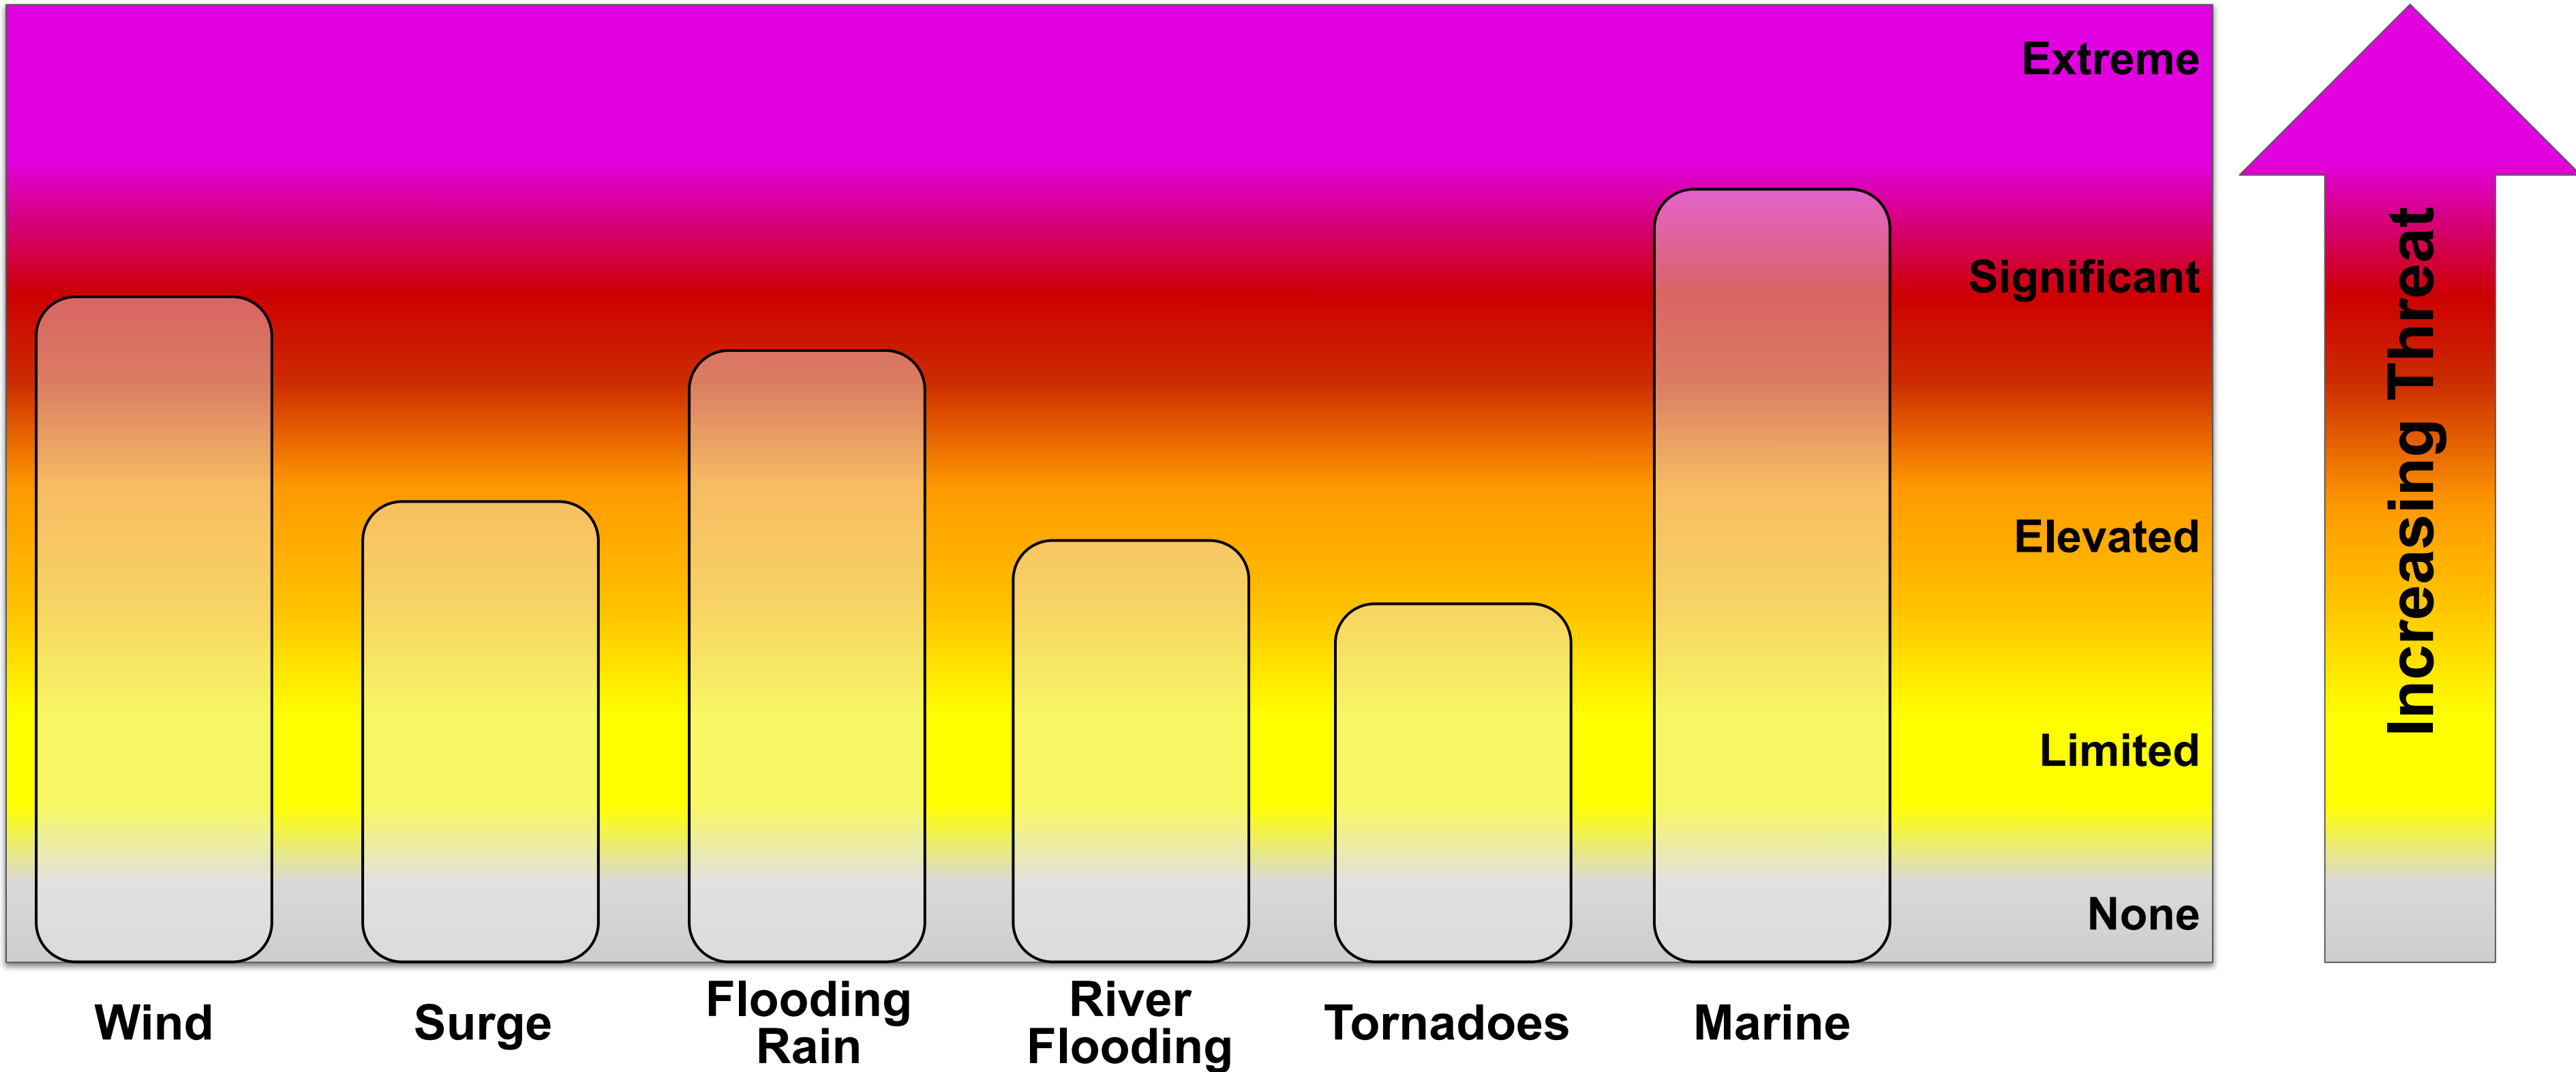 Extreme
Significant
Elevated
Limited
None
Increasing Threat
Wind
Surge
Flooding
Rain
River
Flooding
Tornadoes
Marine